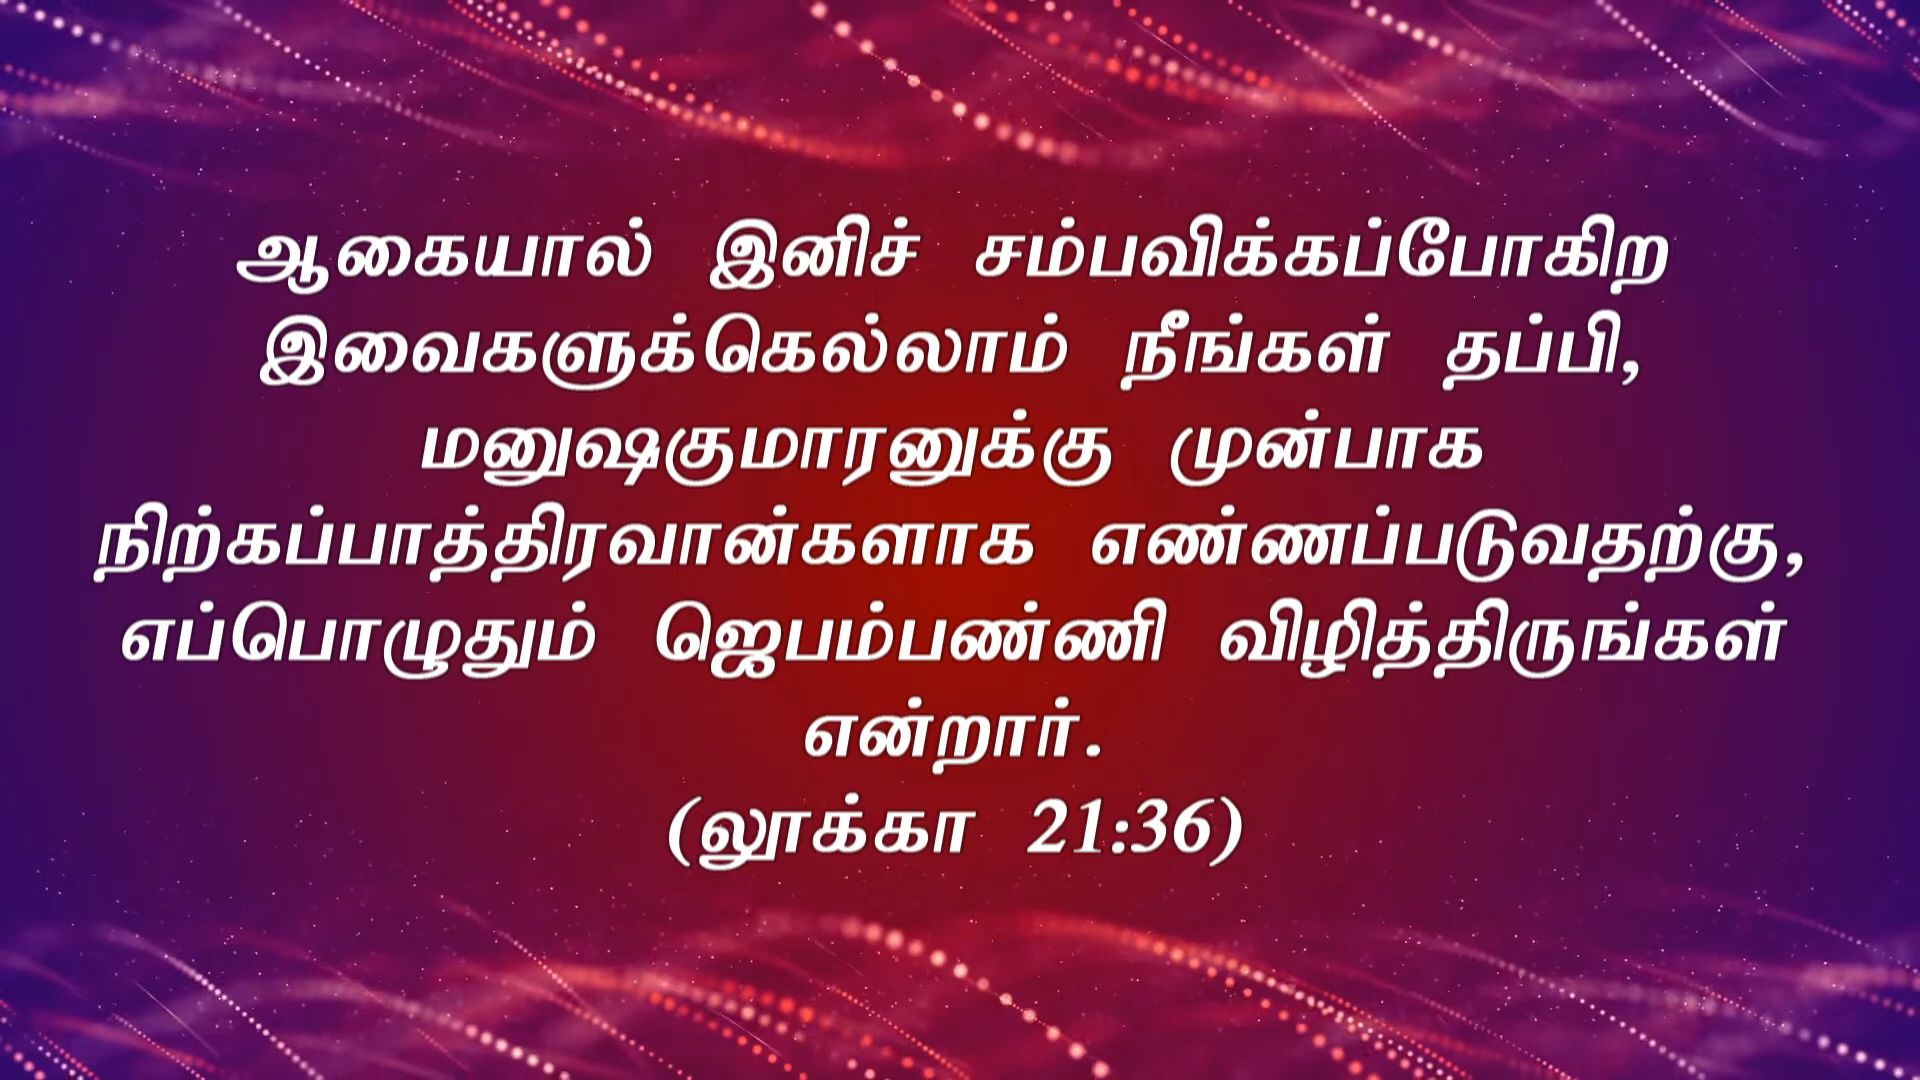 ஆகையால் இனிச் சம்பவிக்கப்போகிற
இவைகளுக்கெல்லாம் நீங்கள் தப்பி,
மனுஷகுமாரனுக்கு முன்பாக
நிற்கப்பாத்திரவான்களாக எண்ணப்படுவதற்கு,
எப்பொழுதும் ஜெபம்பண்ணி விழித்திருங்கள்
என்றார்.
(லூக்கா 21:36)